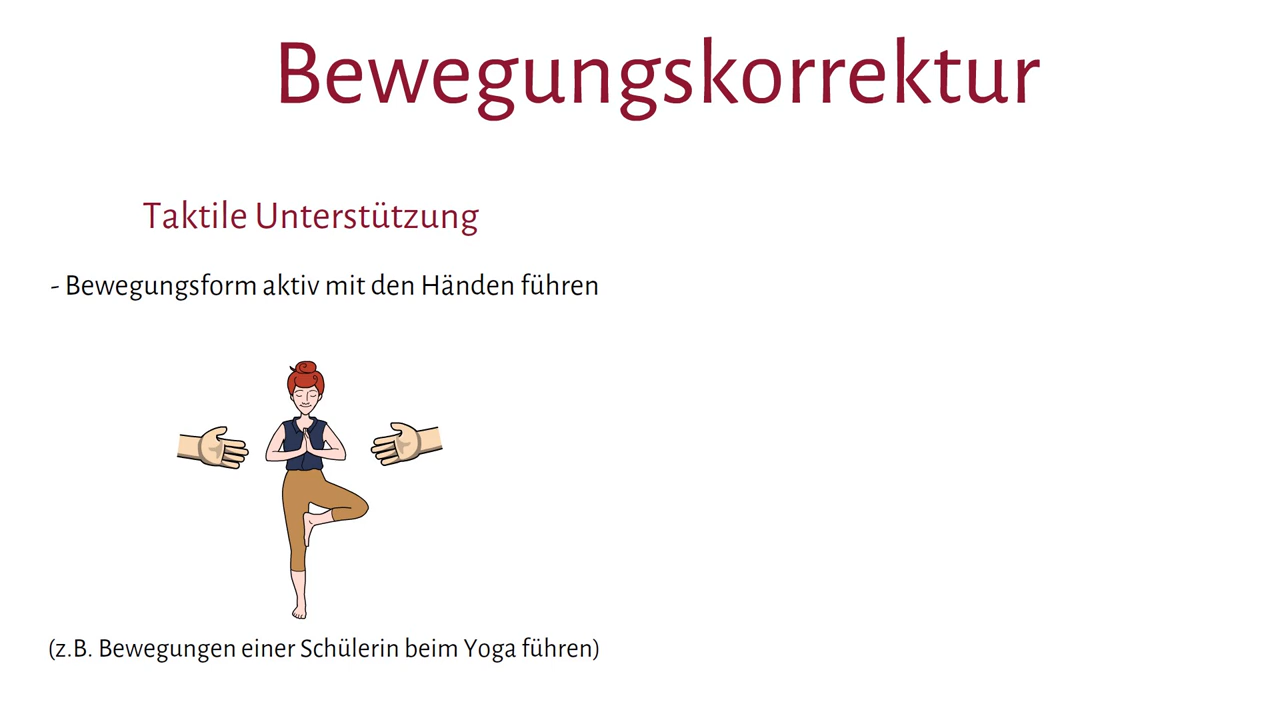 Bewegungskorrektur
Taktile Unterstützung
- Bewegungsform aktiv mit den Händen führen
(z.B. Bewegungen einer Schülerin beim Yoga führen)